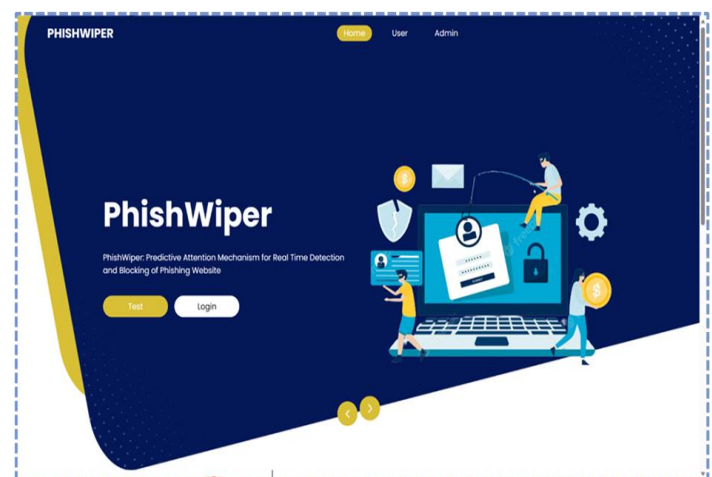 PHISHWIPER
Home User Admin
PhishWiper
PhishWiper: Predictive Attention Mechanism for Real Time Detection
and Blocking of Phishing Website
Test Login